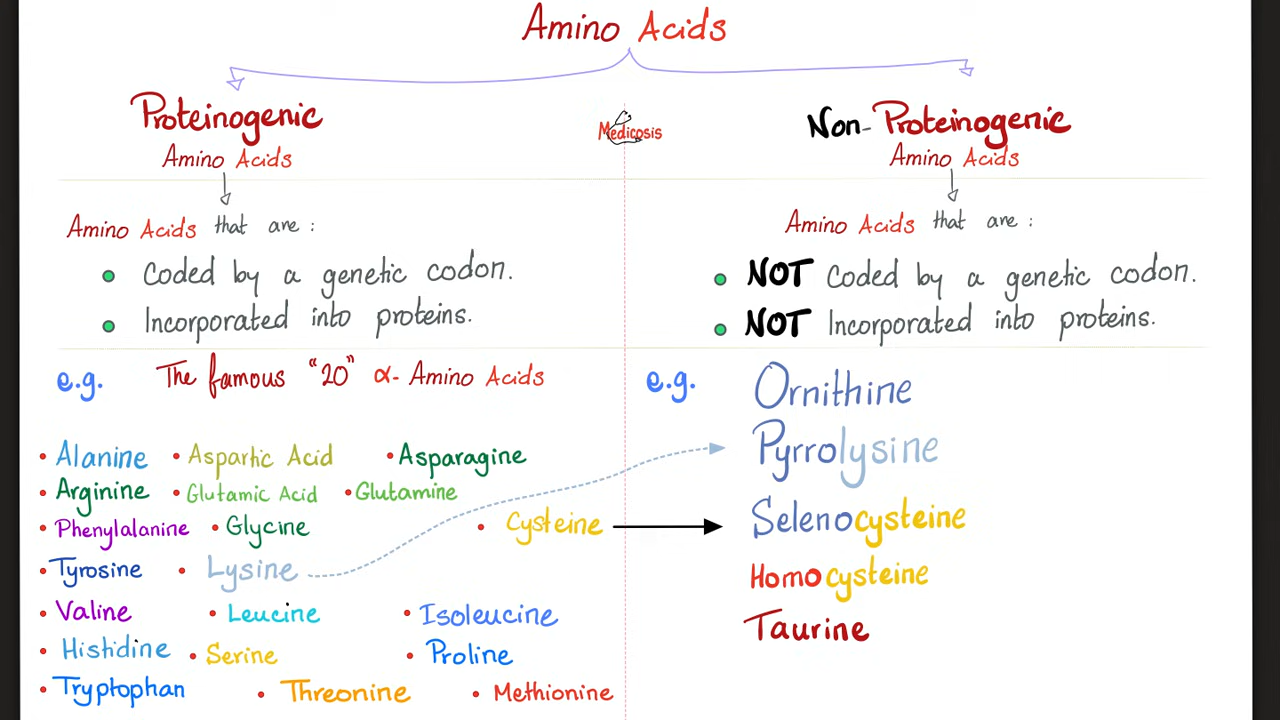 Amino Acids
Proteinogenic
Amino Acids
Medicosis
Non-Proteinogenic
Amino Acids
Amino Acids that are :
• Coded by a genetic codon.
• Incorporated into proteins.
Amino Acids that are :
• NOT Coded by a genetic codon.
• NOT Incorporated into proteins.
e.g. The famous "20" α- Amino Acids
• Alanine • Aspartic Acid • Asparagine
• Arginine • Glutamic Acid • Glutamine
• Phenylalanine • Glycine • Cysteine
• Tyrosine • Lysine
• Valine • Leucine • Isoleucine
• Histidine • Serine • Proline
• Tryptophan • Threonine • Methionine
e.g. Ornithine
Pyrrolysine
Selenocysteine
Homocysteine
Taurine